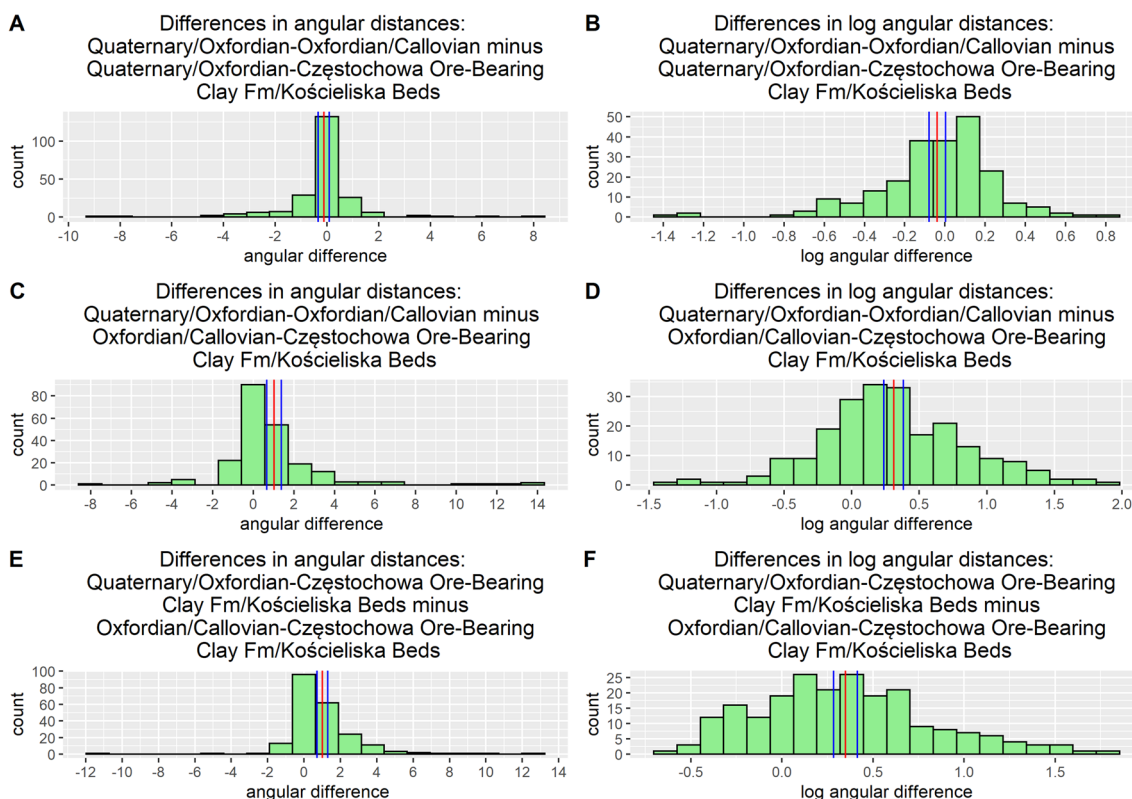 A
Differences in angular distances:
Quaternary/Oxfordian-Oxfordian/Callovian minus
Quaternary/Oxfordian-Częstochowa Ore-Bearing
Clay Fm/Kościeliska Beds
count
100
50
0
-10 -8 -6 -4 -2 0 2 4 6 8
angular difference
B
Differences in log angular distances:
Quaternary/Oxfordian-Oxfordian/Callovian minus
Quaternary/Oxfordian-Częstochowa Ore-Bearing
Clay Fm/Kościeliska Beds
count
50
40
30
20
10
0
-1.4 -1.2 -1.0 -0.8 -0.6 -0.4 -0.2 0.0 0.2 0.4 0.6 0.8
log angular difference
C
Differences in angular distances:
Quaternary/Oxfordian-Oxfordian/Callovian minus
Oxfordian/Callovian-Częstochowa Ore-Bearing
Clay Fm/Kościeliska Beds
count
80
60
40
20
0
-8 -6 -4 -2 0 2 4 6 8 10 12 14
angular difference
D
Differences in log angular distances:
Quaternary/Oxfordian-Oxfordian/Callovian minus
Oxfordian/Callovian-Częstochowa Ore-Bearing
Clay Fm/Kościeliska Beds
count
30
20
10
0
-1.5 -1.0 -0.5 0.0 0.5 1.0 1.5 2.0
log angular difference
E
Differences in angular distances:
Quaternary/Oxfordian-Częstochowa Ore-Bearing
Clay Fm/Kościeliska Beds minus
Oxfordian/Callovian-Częstochowa Ore-Bearing
Clay Fm/Kościeliska Beds
count
100
80
60
40
20
0
-12 -10 -8 -6 -4 -2 0 2 4 6 8 10 12 14
angular difference
F
Differences in log angular distances:
Quaternary/Oxfordian-Częstochowa Ore-Bearing
Clay Fm/Kościeliska Beds minus
Oxfordian/Callovian-Częstochowa Ore-Bearing
Clay Fm/Kościeliska Beds
count
25
20
15
10
5
0
-0.5 0.0 0.5 1.0 1.5
log angular difference